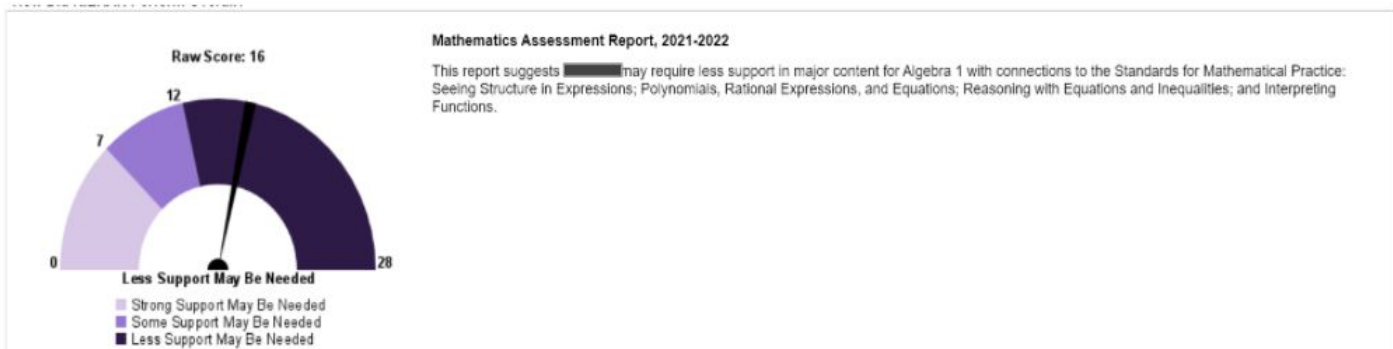 Raw Score: 16
12
7
0
28
Less Support May Be Needed
Strong Support May Be Needed
Some Support May Be Needed
Less Support May Be Needed
Mathematics Assessment Report, 2021-2022
This report suggests may require less support in major content for Algebra 1 with connections to the Standards for Mathematical Practice:
Seeing Structure in Expressions; Polynomials, Rational Expressions, and Equations; Reasoning with Equations and Inequalities; and Interpreting
Functions.